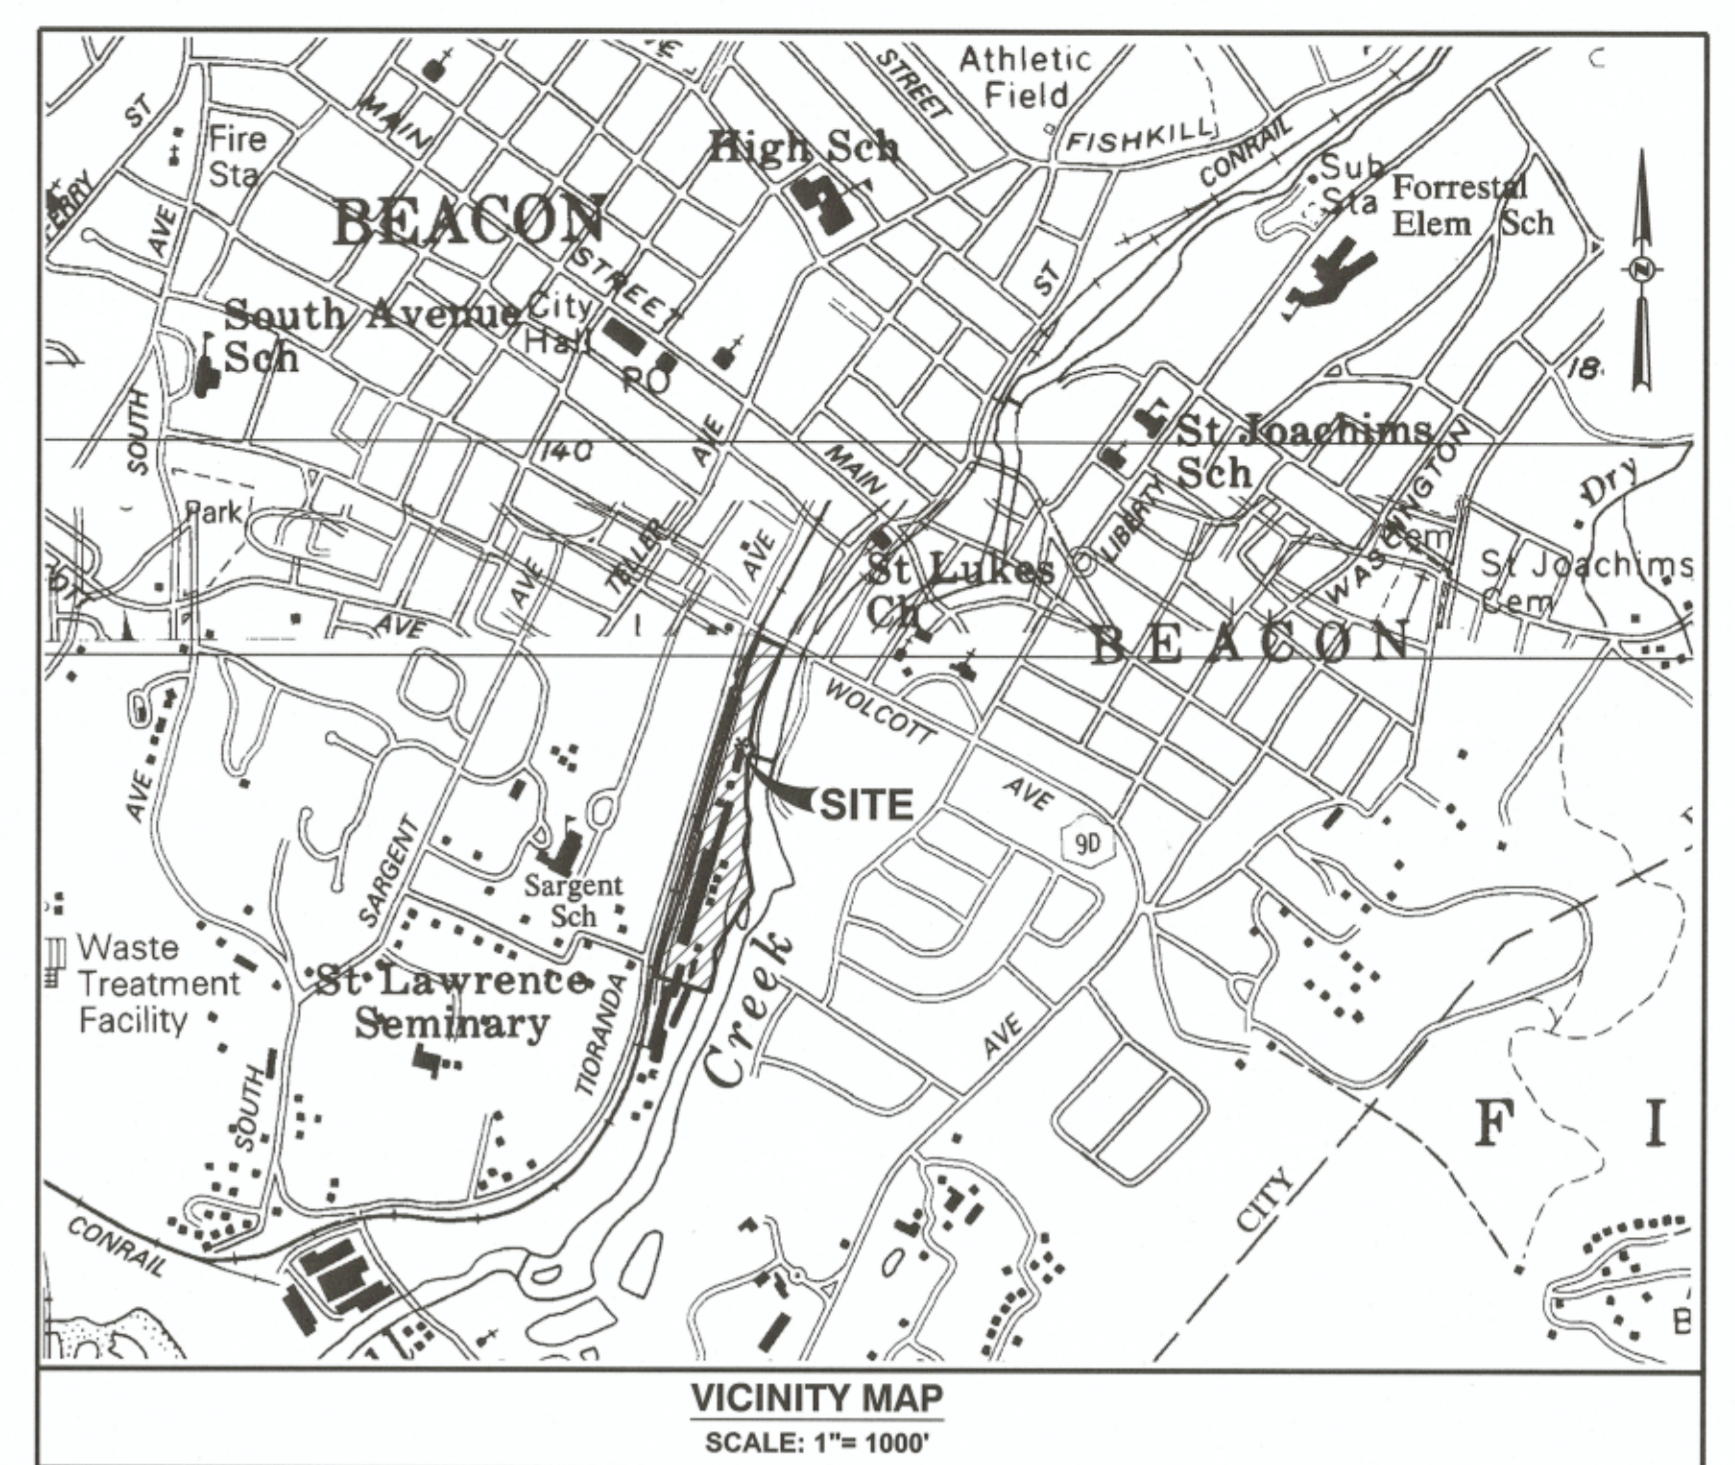 Athletic
Field
STREET
ST
MAIN
Fire
Sta
High Sch
FISHKILL
CONRAIL
Sub
Sta
Forrestal
Elem Sch
FERRY
AVE
BEACON
STREET
ST
N
South Avenue
Sch
City
Hall
PO
18
SOUTH
140
AVE
MAIN
St Joachims
Sch
WASHINGTON
LIBERTY
Dry
Park
AVE
TELLER
AVE
St Lukes
Ch
Cem
St Joachims
Cem
AVE
BEACON
WOLCOTT
AVE
SITE
AVE
9D
SARGENT
Sargent
Sch
Waste
Treatment
Facility
St Lawrence
Seminary
TIORANDA
Creek
AVE
SOUTH
F I
CITY
CONRAIL
B
VICINITY MAP
SCALE: 1"= 1000'